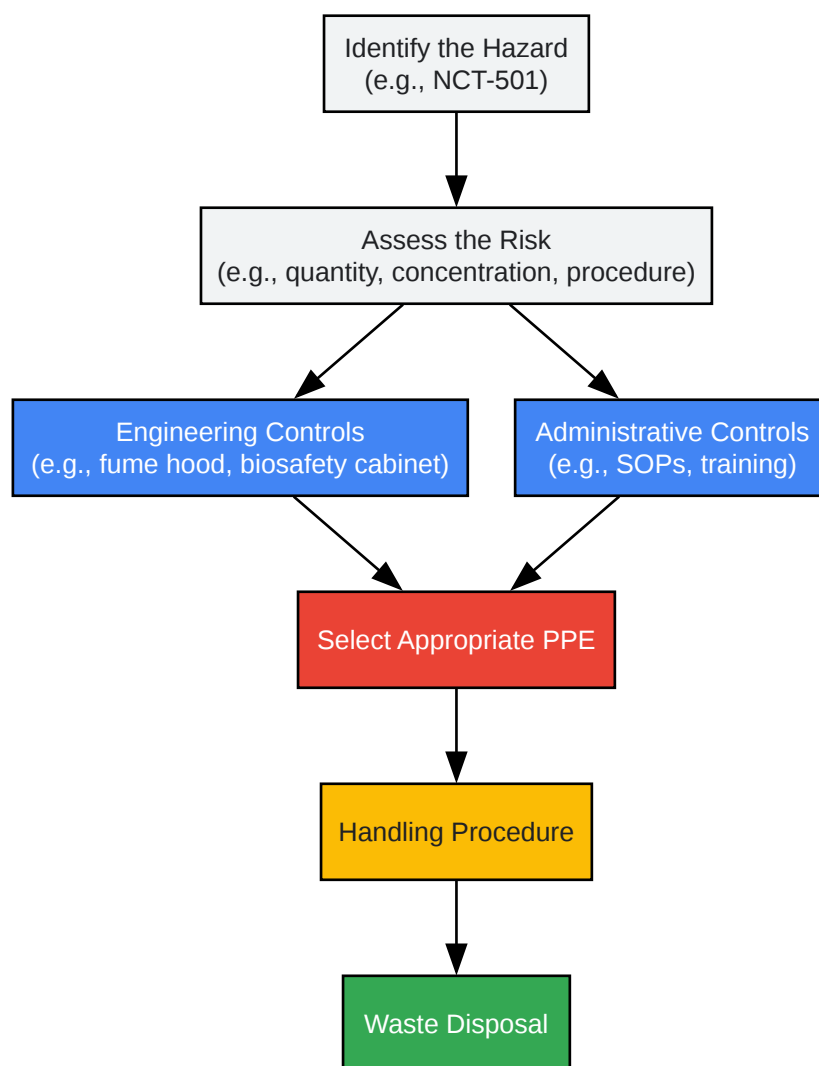 Identify the Hazard
(e.g., NCT-501)
Assess the Risk
(e.g., quantity, concentration, procedure)
Engineering Controls
(e.g., fume hood, biosafety cabinet)
Administrative Controls
(e.g., SOPs, training)
Select Appropriate PPE
Handling Procedure
Waste Disposal